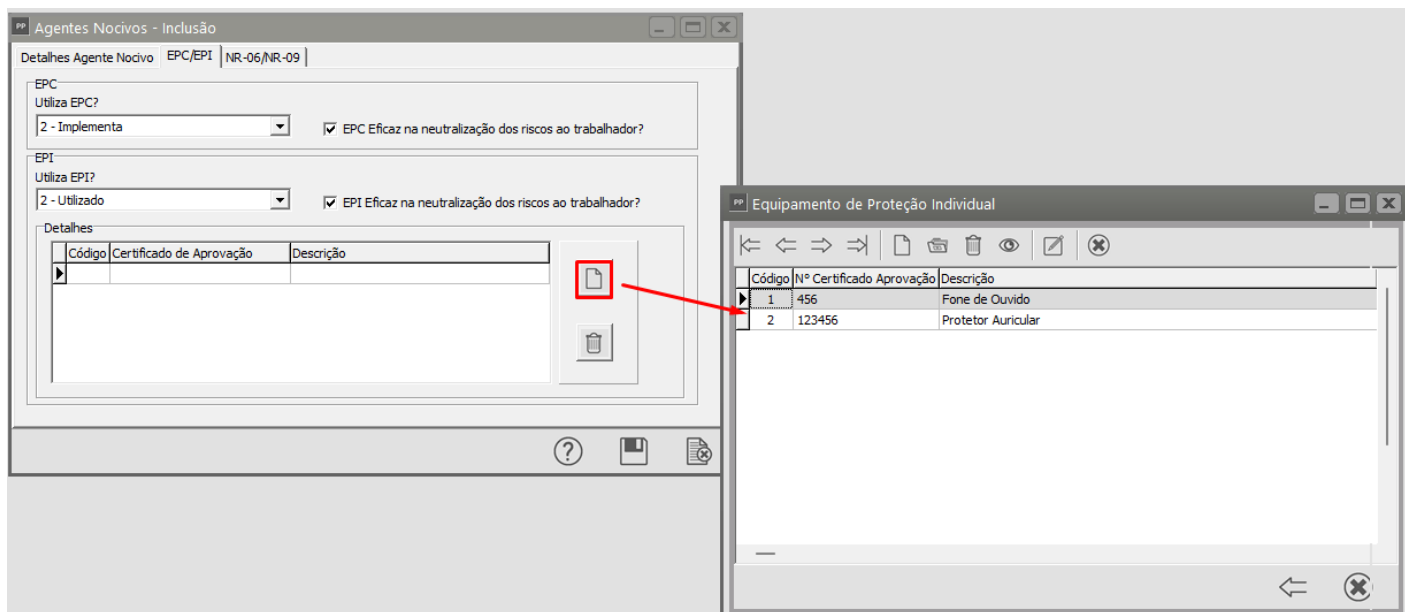 PP Agentes Nocivos - Inclusão
Detalhes Agente Nocivo EPC/EPI NR-06/NR-09
EPC
Utiliza EPC?
2 - Implementa EPC Eficaz na neutralização dos riscos ao trabalhador?
EPI
Utiliza EPI?
2 - Utilizado EPI Eficaz na neutralização dos riscos ao trabalhador?
Detalhes
Código Certificado de Aprovação Descrição
PP Equipamento de Proteção Individual
Código Nº Certificado Aprovação Descrição
1 456 Fone de Ouvido
2 123456 Protetor Auricular